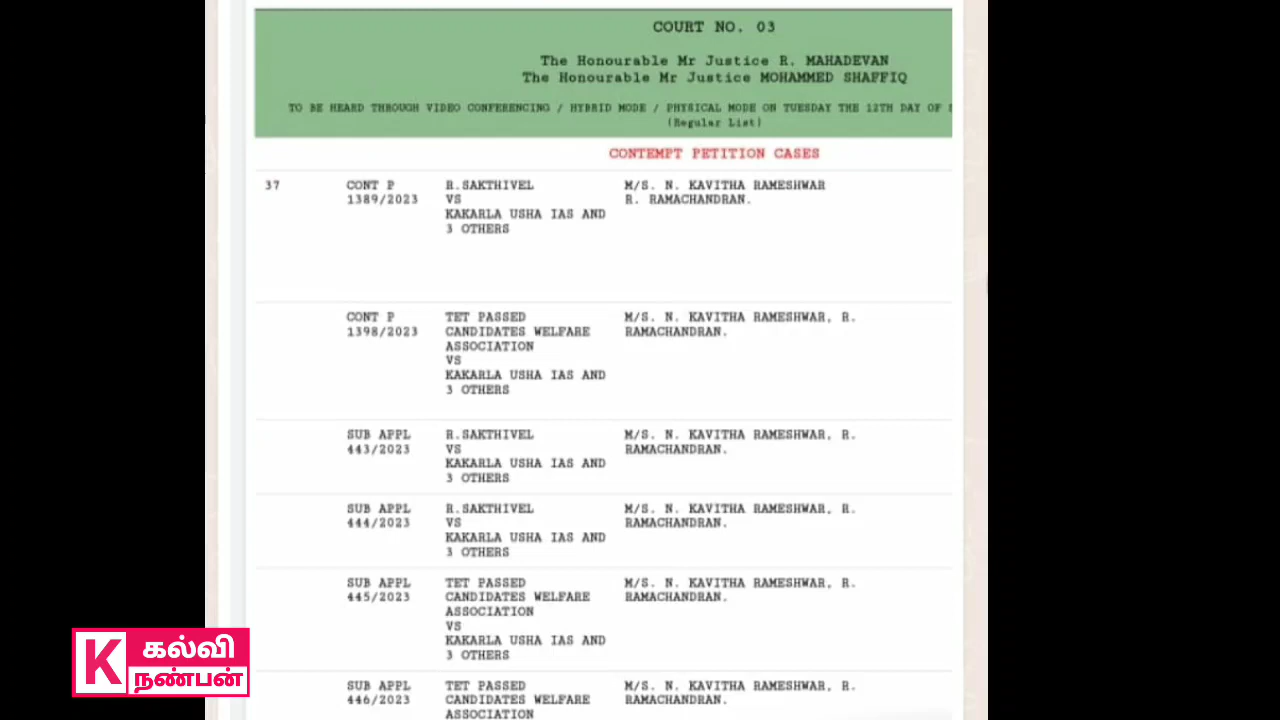 COURT NO. 03
The Honourable Mr Justice R. MAHADEVAN
The Honourable Mr Justice MOHAMMED SHAFFIQ
TO BE HEARD THROUGH VIDEO CONFERENCING / HYBRID MODE / PHYSICAL MODE ON TUESDAY THE 12TH DAY OF
(Regular List)
CONTEMPT PETITION CASES
37 CONT P R.SAKTHIVEL M/S. N. KAVITHA RAMESHWAR
1389/2023 VS R. RAMACHANDRAN.
KAKARLA USHA IAS AND
3 OTHERS
CONT P TET PASSED M/S. N. KAVITHA RAMESHWAR, R.
1398/2023 CANDIDATES WELFARE RAMACHANDRAN.
ASSOCIATION
VS
KAKARLA USHA IAS AND
3 OTHERS
SUB APPL R.SAKTHIVEL M/S. N. KAVITHA RAMESHWAR, R.
443/2023 VS RAMACHANDRAN.
KAKARLA USHA IAS AND
3 OTHERS
SUB APPL R.SAKTHIVEL M/S. N. KAVITHA RAMESHWAR, R.
444/2023 VS RAMACHANDRAN.
KAKARLA USHA IAS AND
3 OTHERS
SUB APPL TET PASSED M/S. N. KAVITHA RAMESHWAR, R.
445/2023 CANDIDATES WELFARE RAMACHANDRAN.
ASSOCIATION
VS
KAKARLA USHA IAS AND
3 OTHERS
SUB APPL TET PASSED M/S. N. KAVITHA RAMESHWAR, R.
446/2023 CANDIDATES WELFARE RAMACHANDRAN.
ASSOCIATION
K கல்வி
நண்பன்